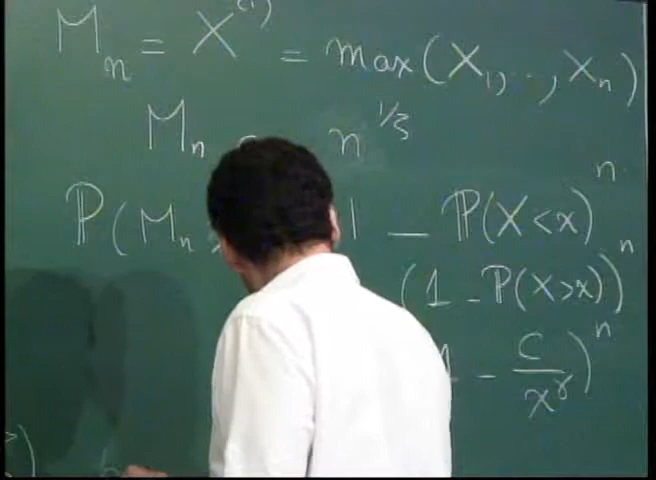 M_n = X^(1) = max(X_1, .., X_n)
M_n n^{1/3}
ℙ(M_n 1 - ℙ(X<x)^n
(1 - ℙ(X>x))^n
- C/x^γ)^n